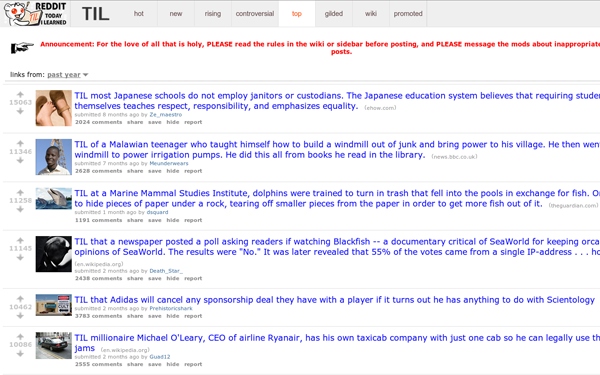 REDDIT
TODAY
I LEARNED
TIL
hot
new
rising
controversial
top
gilded
wiki
promoted
Announcement: For the love of all that is holy, PLEASE read the rules in the wiki or sidebar before posting, and PLEASE message the mods about inappropriate
posts.
links from: past year
15063
TIL most Japanese schools do not employ janitors or custodians. The Japanese education system believes that requiring stude
themselves teaches respect, responsibility, and emphasizes equality. (ehow.com)
submitted 8 months ago by Ze_maestro
2024 comments share save hide report
11346
TIL of a Malawian teenager who taught himself how to build a windmill out of junk and bring power to his village. He then went
windmill to power irrigation pumps. He did this all from books he read in the library. (news.bbc.co.uk)
submitted 7 months ago by Meunderwears
2628 comments share save hide report
11258
TIL at a Marine Mammal Studies Institute, dolphins were trained to turn in trash that fell into the pools in exchange for fish. On
to hide pieces of paper under a rock, tearing off smaller pieces from the paper in order to get more fish out of it. (theguardian.com)
submitted 1 month ago by dsquard
1191 comments share save hide report
11145
TIL that a newspaper posted a poll asking readers if watching Blackfish -- a documentary critical of SeaWorld for keeping orca
opinions of SeaWorld. The results were "No." It was later revealed that 55% of the votes came from a single IP-address . . . ho
(en.wikipedia.org)
submitted 2 months ago by Death_Star_
2438 comments share save hide report
10462
TIL that Adidas will cancel any sponsorship deal they have with a player if it turns out he has anything to do with Scientology
submitted 2 months ago by Prehistoricshark
3783 comments share save hide report
10086
TIL millionaire Michael O'Leary, CEO of airline Ryanair, has his own taxicab company with just one cab so he can legally use th
jams (en.wikipedia.org)
submitted 2 months ago by Guad12
2555 comments share save hide report